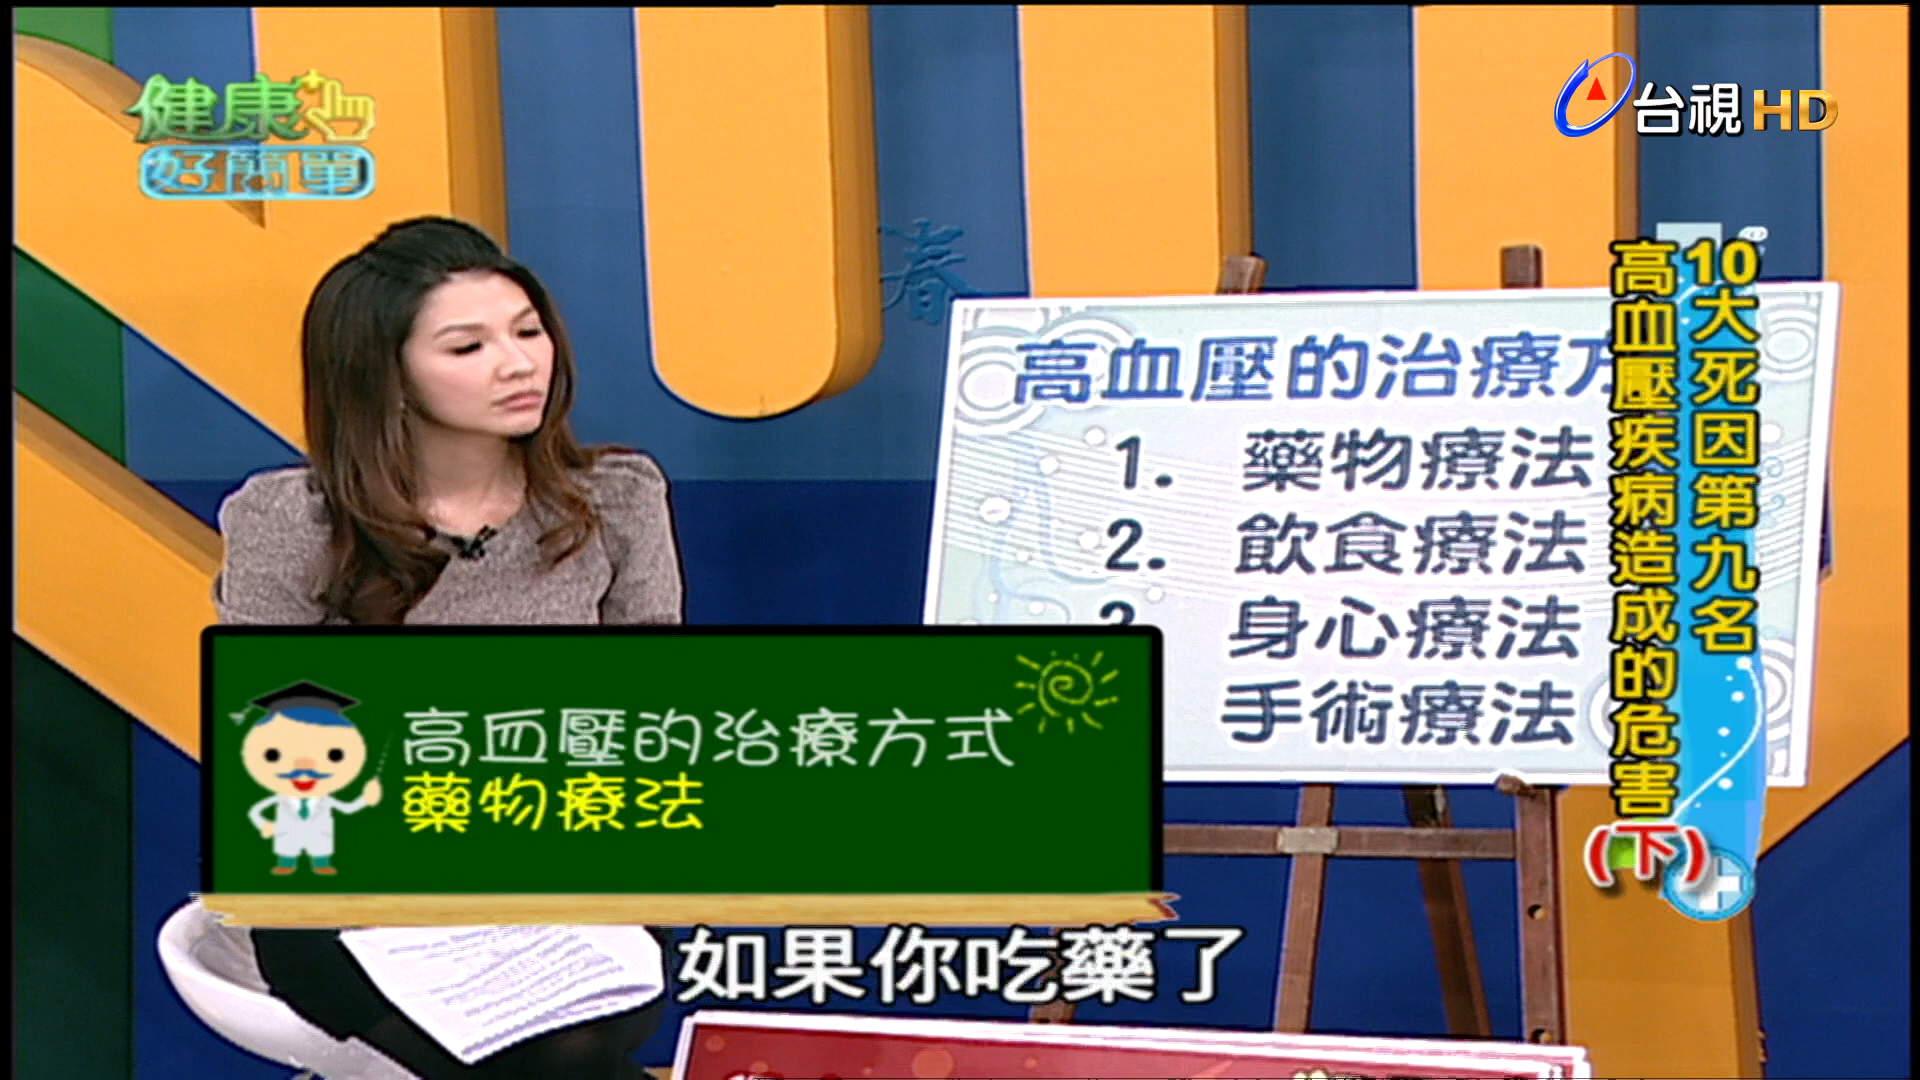 健康
好簡單
台視HD
春
10大死因第九名
高血壓疾病造成的危害
(下)
高血壓的治療方
1. 藥物療法
2. 飲食療法
3. 身心療法
手術療法
高血壓的治療方式
藥物療法
如果你吃藥了